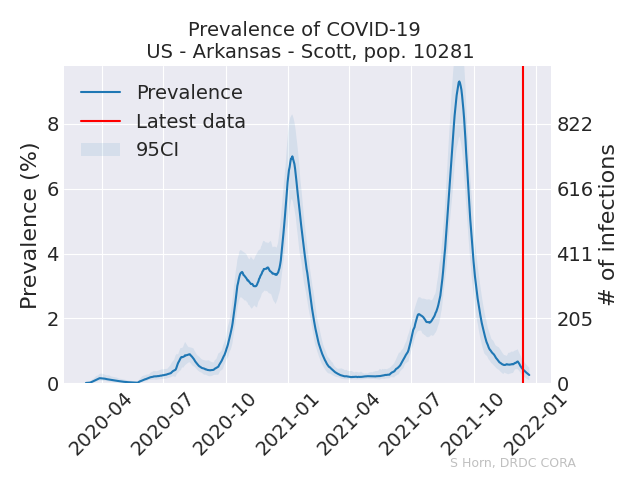 Prevalence of COVID-19
US - Arkansas - Scott, pop. 10281
Prevalence
Latest data
95CI
Prevalence (%)
8
6
4
2
0
822
616
411
205
0
# of infections
2020-04
2020-07
2020-10
2021-01
2021-04
2021-07
2021-10
2022-01
S Horn, DRDC CORA